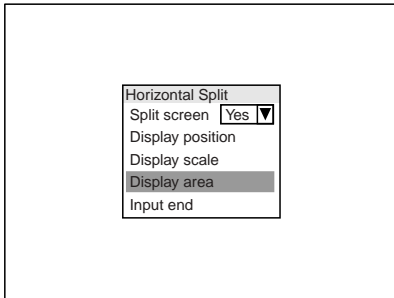 Horizontal Split
Split screen Yes
Display position
Display scale
Display area
Input end